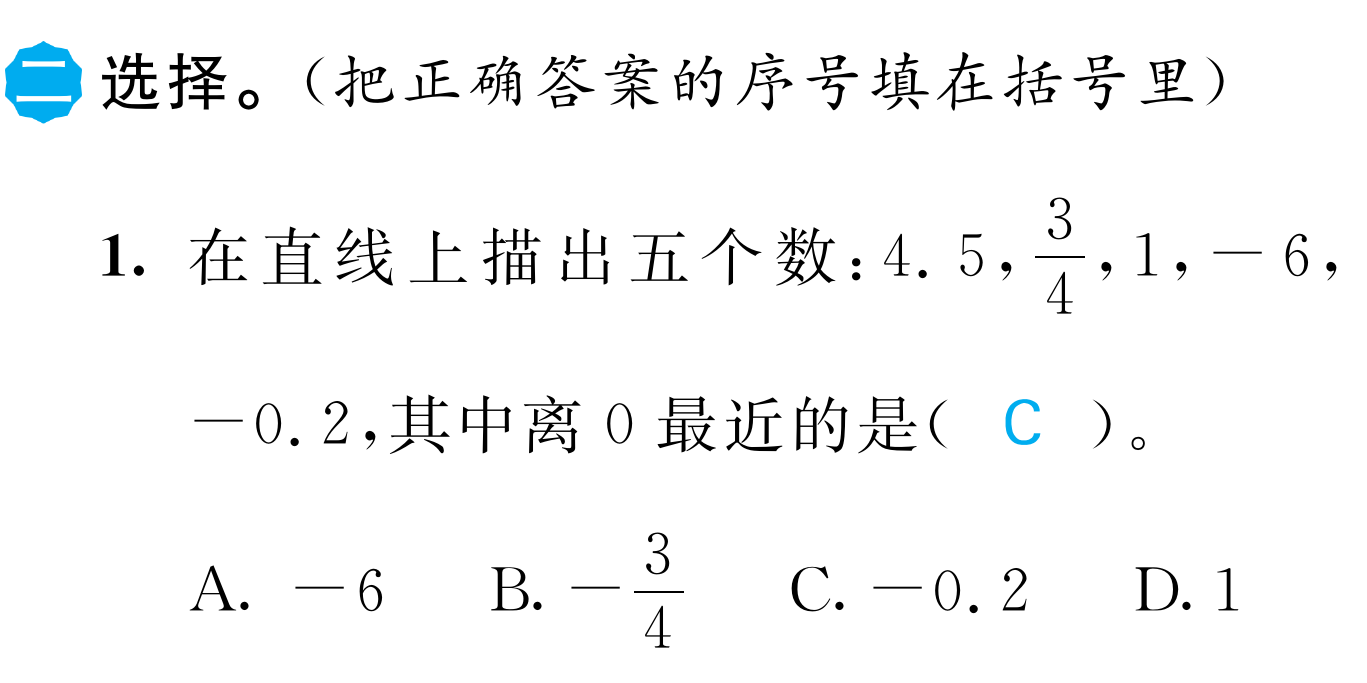 二 选择。(把正确答案的序号填在括号里)
1. 在直线上描出五个数:4.5,3/4,1,-6,
-0.2,其中离0最近的是( C )。
A. -6 B. -3/4 C. -0.2 D. 1